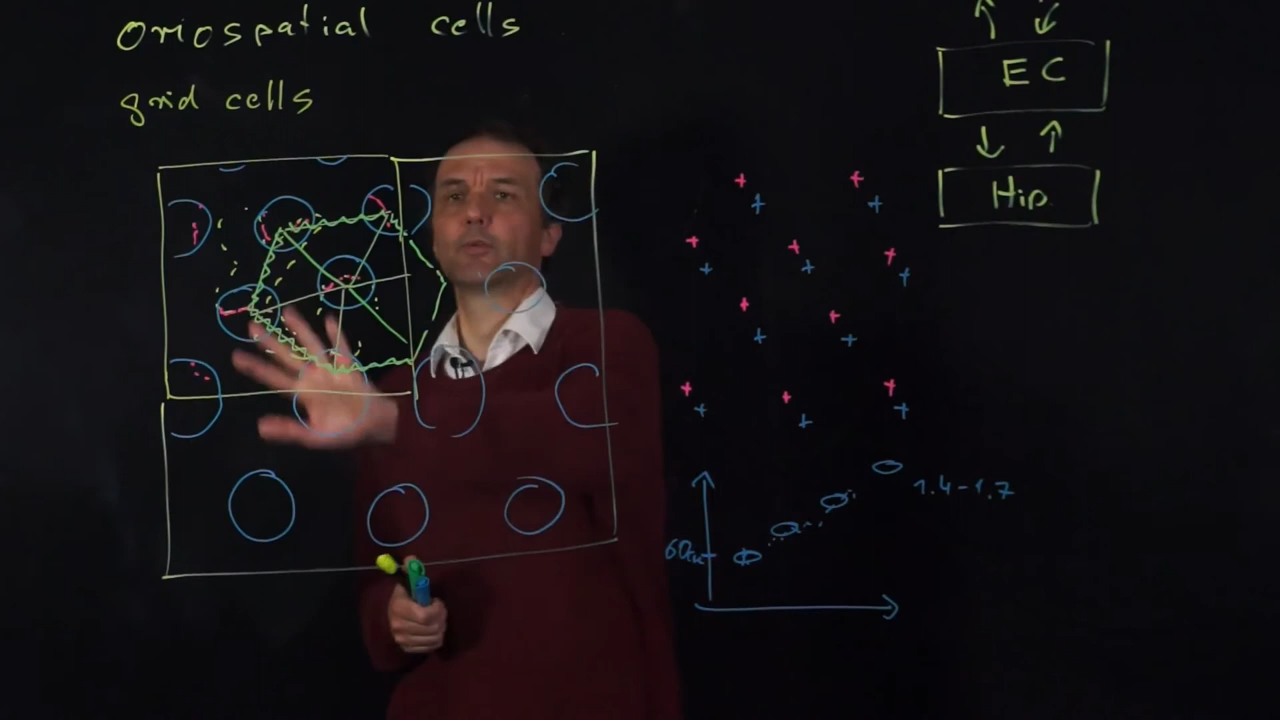 oriospatial cells
grid cells
EC
Hip.
1.4-1.7
60cm